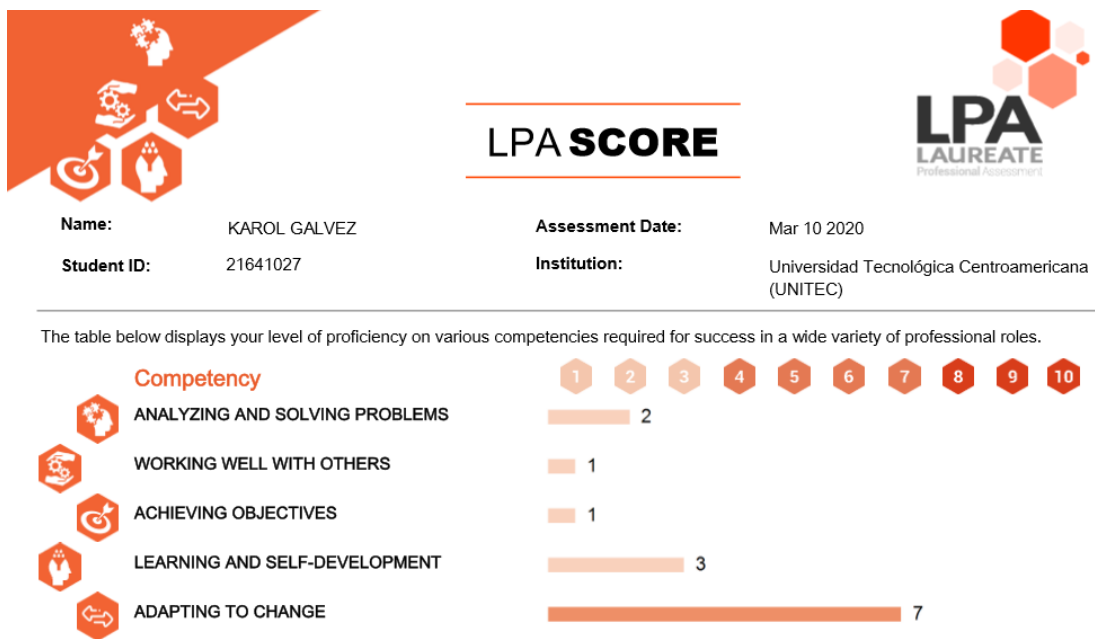 LPA SCORE
LPA
LAUREATE
Professional Assessment
Name: KAROL GALVEZ Assessment Date: Mar 10 2020
Student ID: 21641027 Institution: Universidad Tecnológica Centroamericana
(UNITEC)
The table below displays your level of proficiency on various competencies required for success in a wide variety of professional roles.
Competency 1 2 3 4 5 6 7 8 9 10
ANALYZING AND SOLVING PROBLEMS 2
WORKING WELL WITH OTHERS 1
ACHIEVING OBJECTIVES 1
LEARNING AND SELF-DEVELOPMENT 3
ADAPTING TO CHANGE 7